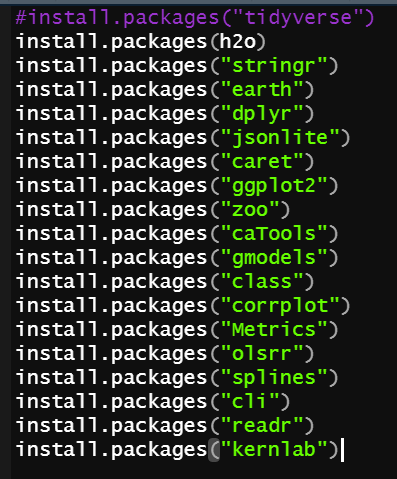 #install.packages("tidyverse")
install.packages(h2o)
install.packages("stringr")
install.packages("earth")
install.packages("dplyr")
install.packages("jsonlite")
install.packages("caret")
install.packages("ggplot2")
install.packages("zoo")
install.packages("caTools")
install.packages("gmodels")
install.packages("class")
install.packages("corrplot")
install.packages("Metrics")
install.packages("olsrr")
install.packages("splines")
install.packages("cli")
install.packages("readr")
install.packages("kernlab")